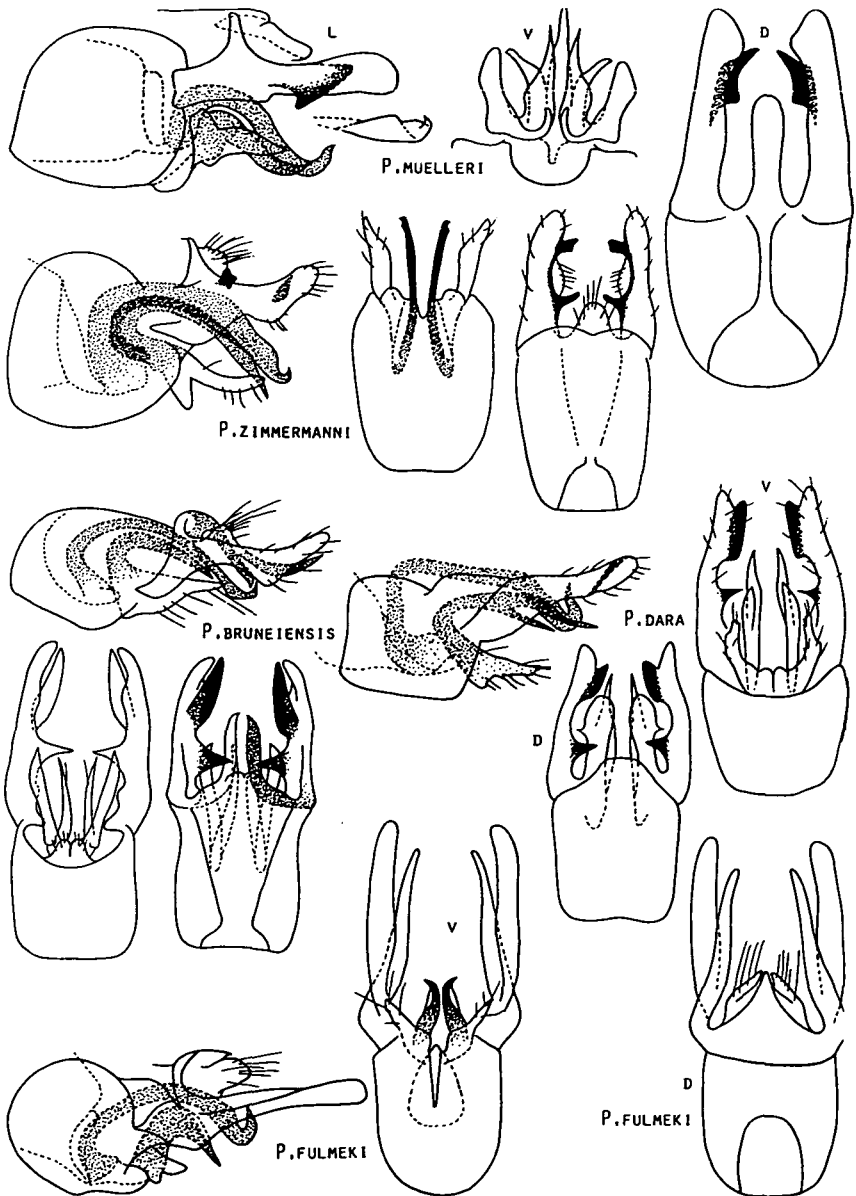 L
V
D
P.MUELLERI
P.ZIMMERMANNI
V
P.BRUNEIENSIS
P.DARA
D
V
D
P.FULMEKI
P.FULMEKI